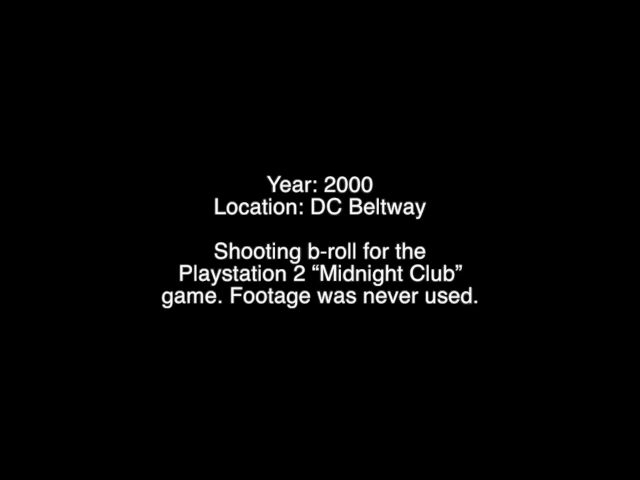 Year: 2000
Location: DC Beltway
Shooting b-roll for the
Playstation 2 “Midnight Club”
game. Footage was never used.